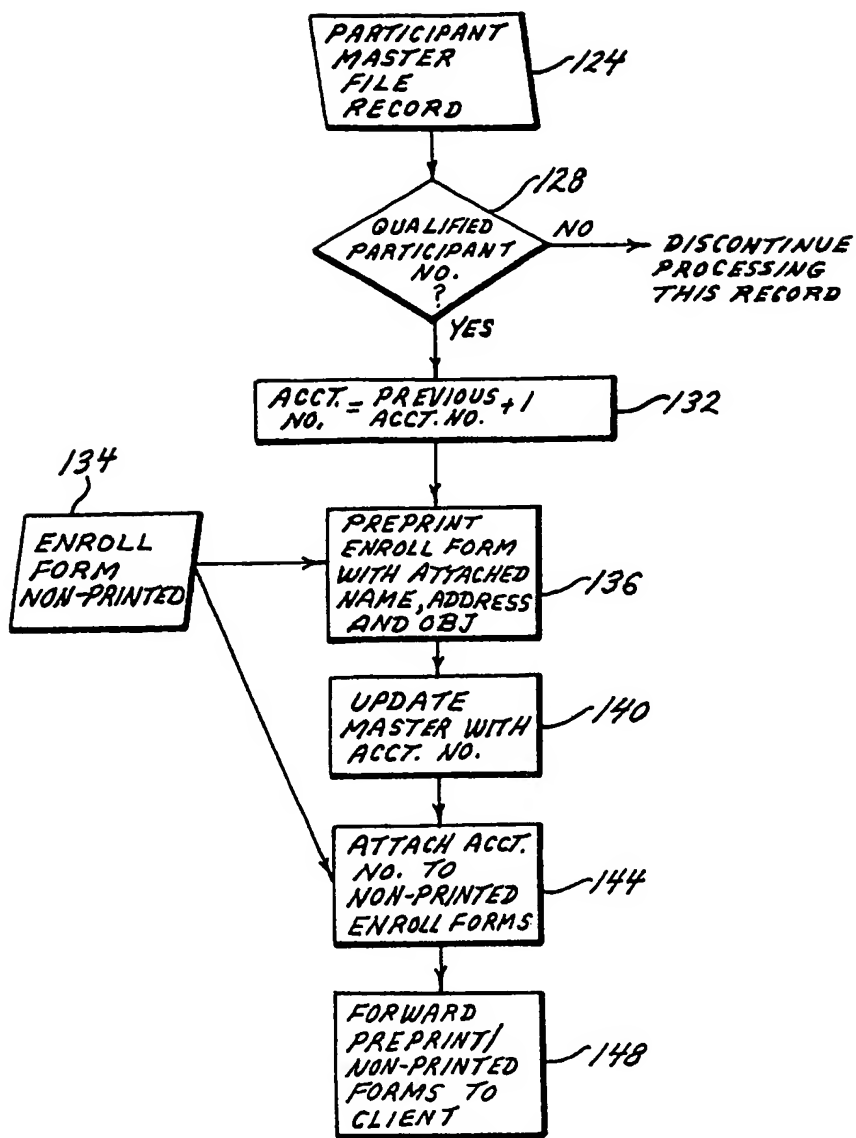 PARTICIPANT
MASTER
FILE
RECORD
124
128
QUALIFIED
PARTICIPANT
NO.
?
NO
DISCONTINUE
PROCESSING
THIS RECORD
YES
ACCT. NO. = PREVIOUS ACCT. NO. + 1
132
134
ENROLL
FORM
NON-PRINTED
PREPRINT
ENROLL FORM
WITH ATTACHED
NAME, ADDRESS
AND OBJ
136
UPDATE
MASTER WITH
ACCT. NO.
140
ATTACH ACCT.
NO. TO
NON-PRINTED
ENROLL FORMS
144
FORWARD
PREPRINT/
NON-PRINTED
FORMS TO
CLIENT
148